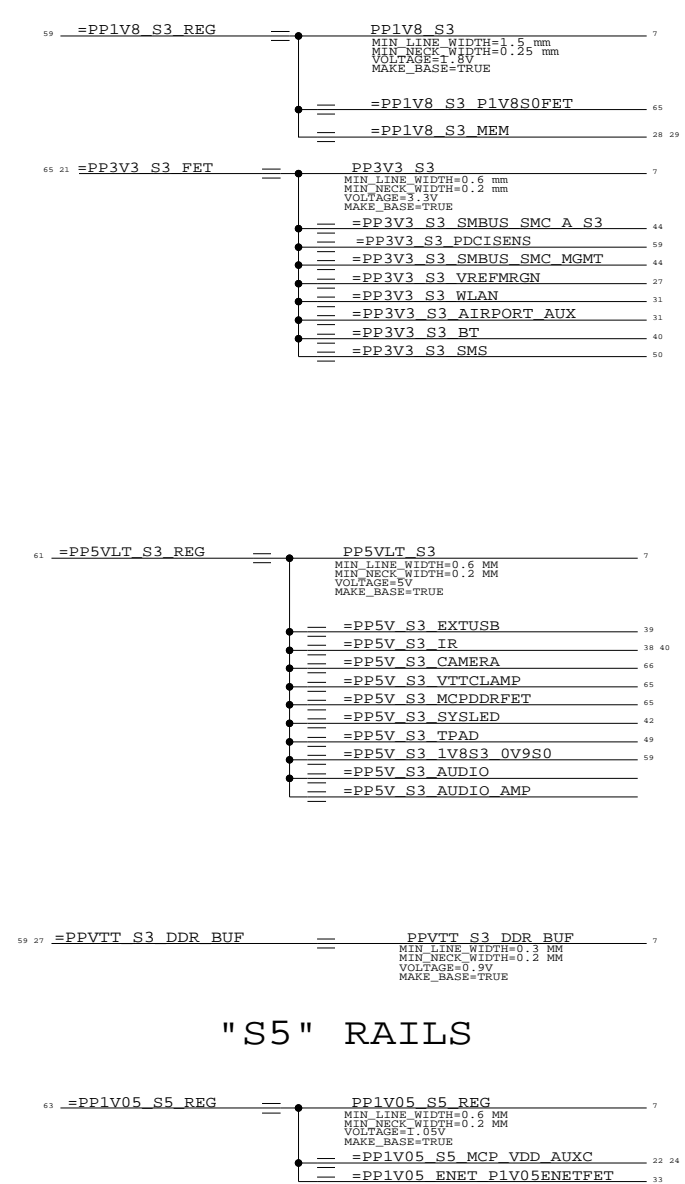 59 =PP1V8_S3_REG PP1V8_S3 7
MIN_LINE_WIDTH=1.5 mm
MIN_NECK_WIDTH=0.25 mm
VOLTAGE=1.8V
MAKE_BASE=TRUE
=PP1V8_S3_P1V8S0FET 65
=PP1V8_S3_MEM 28 29
65 21 =PP3V3_S3_FET PP3V3_S3 7
MIN_LINE_WIDTH=0.6 mm
MIN_NECK_WIDTH=0.2 mm
VOLTAGE=3.3V
MAKE_BASE=TRUE
=PP3V3_S3_SMBUS_SMC_A_S3 44
=PP3V3_S3_PDCISENS 59
=PP3V3_S3_SMBUS_SMC_MGMT 44
=PP3V3_S3_VREFMRGN 27
=PP3V3_S3_WLAN 31
=PP3V3_S3_AIRPORT_AUX 31
=PP3V3_S3_BT 40
=PP3V3_S3_SMS 50
61 =PP5VLT_S3_REG PP5VLT_S3 7
MIN_LINE_WIDTH=0.6 MM
MIN_NECK_WIDTH=0.2 MM
VOLTAGE=5V
MAKE_BASE=TRUE
=PP5V_S3_EXTUSB 39
=PP5V_S3_IR 38 40
=PP5V_S3_CAMERA 66
=PP5V_S3_VTTCLAMP 65
=PP5V_S3_MCPDDRFET 65
=PP5V_S3_SYSLED 42
=PP5V_S3_TPAD 49
=PP5V_S3_1V8S3_0V9S0 59
=PP5V_S3_AUDIO
=PP5V_S3_AUDIO_AMP
59 27 =PPVTT_S3_DDR_BUF PPVTT_S3_DDR_BUF 7
MIN_LINE_WIDTH=0.3 MM
MIN_NECK_WIDTH=0.2 MM
VOLTAGE=0.9V
MAKE_BASE=TRUE
"S5" RAILS
63 =PP1V05_S5_REG PP1V05_S5_REG 7
MIN_LINE_WIDTH=0.6 MM
MIN_NECK_WIDTH=0.2 MM
VOLTAGE=1.05V
MAKE_BASE=TRUE
=PP1V05_S5_MCP_VDD_AUXC 22 24
=PP1V05_ENET_P1V05ENETFET 33